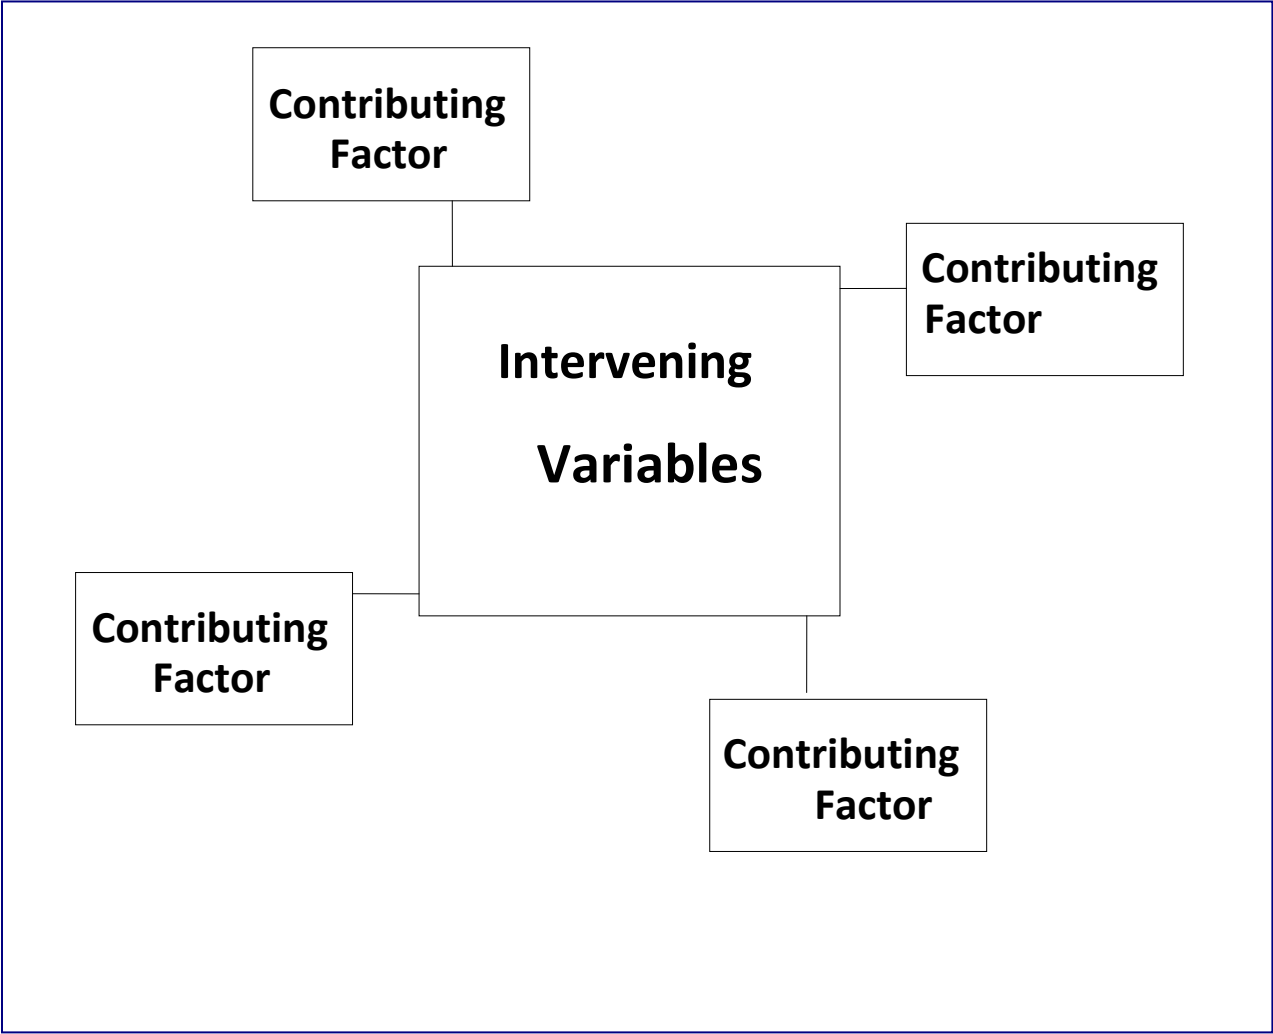 Contributing
Factor
Contributing
Factor
Intervening
Variables
Contributing
Factor
Contributing
Factor